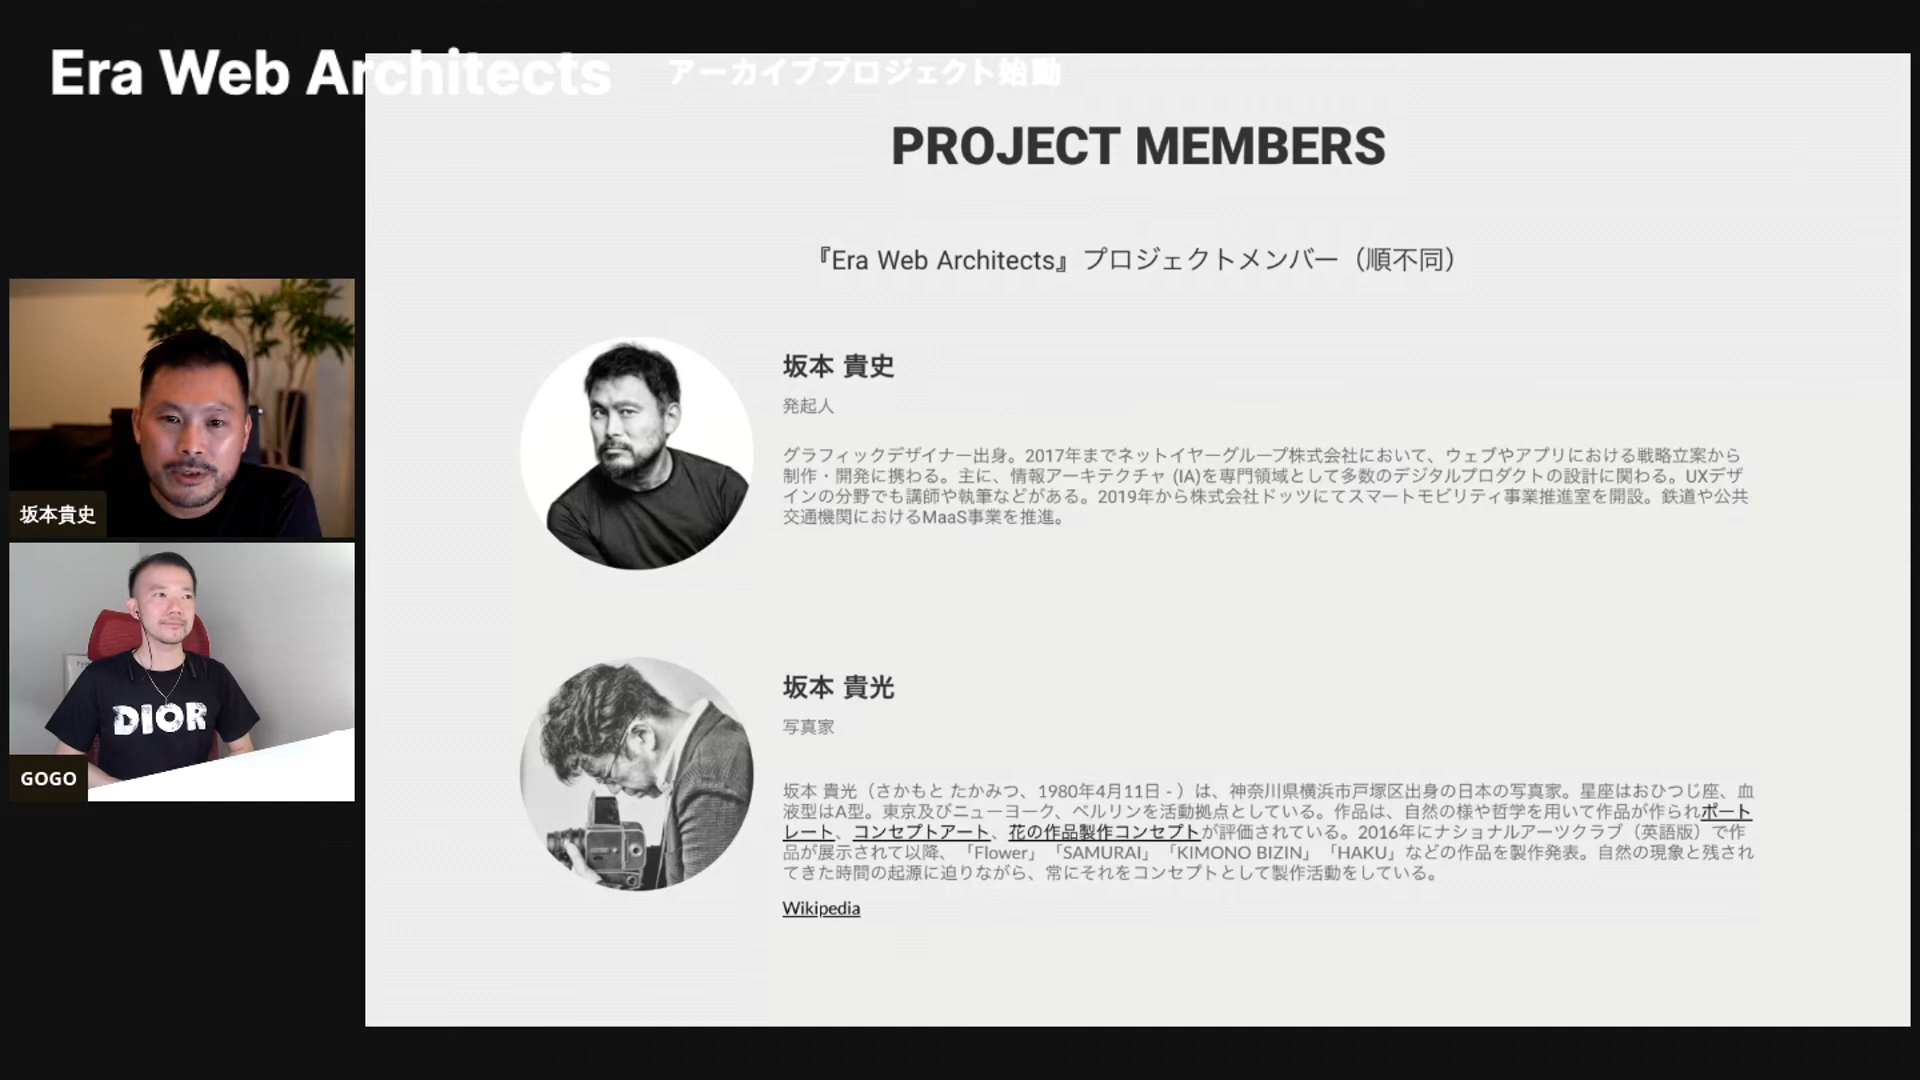 Era Web Architects アーカイブプロジェクト始動
PROJECT MEMBERS
『Era Web Architects』プロジェクトメンバー（順不同）
坂本 貴史
発起人
グラフィックデザイナー出身。2017年までネットイヤーグループ株式会社において、ウェブやアプリにおける戦略立案から
制作・開発に携わる。主に、情報アーキテクチャ (IA)を専門領域として多数のデジタルプロダクトの設計に関わる。UXデザ
インの分野でも講師や執筆などがある。2019年から株式会社ドッツにてスマートモビリティ事業推進室を開設。鉄道や公共
交通機関におけるMaaS事業を推進。
坂本 貴光
写真家
坂本 貴光（さかもと たかみつ、1980年4月11日 - ）は、神奈川県横浜市戸塚区出身の日本の写真家。星座はおひつじ座、血
液型はA型。東京及びニューヨーク、ベルリンを活動拠点としている。作品は、自然の様や哲学を用いて作品が作られポート
レート、コンセプトアート、花の作品製作コンセプトが評価されている。2016年にナショナルアーツクラブ（英語版）で作
品が展示されて以降、「Flower」「SAMURAI」「KIMONO BIZIN」「HAKU」などの作品を製作発表。自然の現象と残され
てきた時間の起源に迫りながら、常にそれをコンセプトとして製作活動をしている。
Wikipedia
坂本貴史
DIOR
GOGO